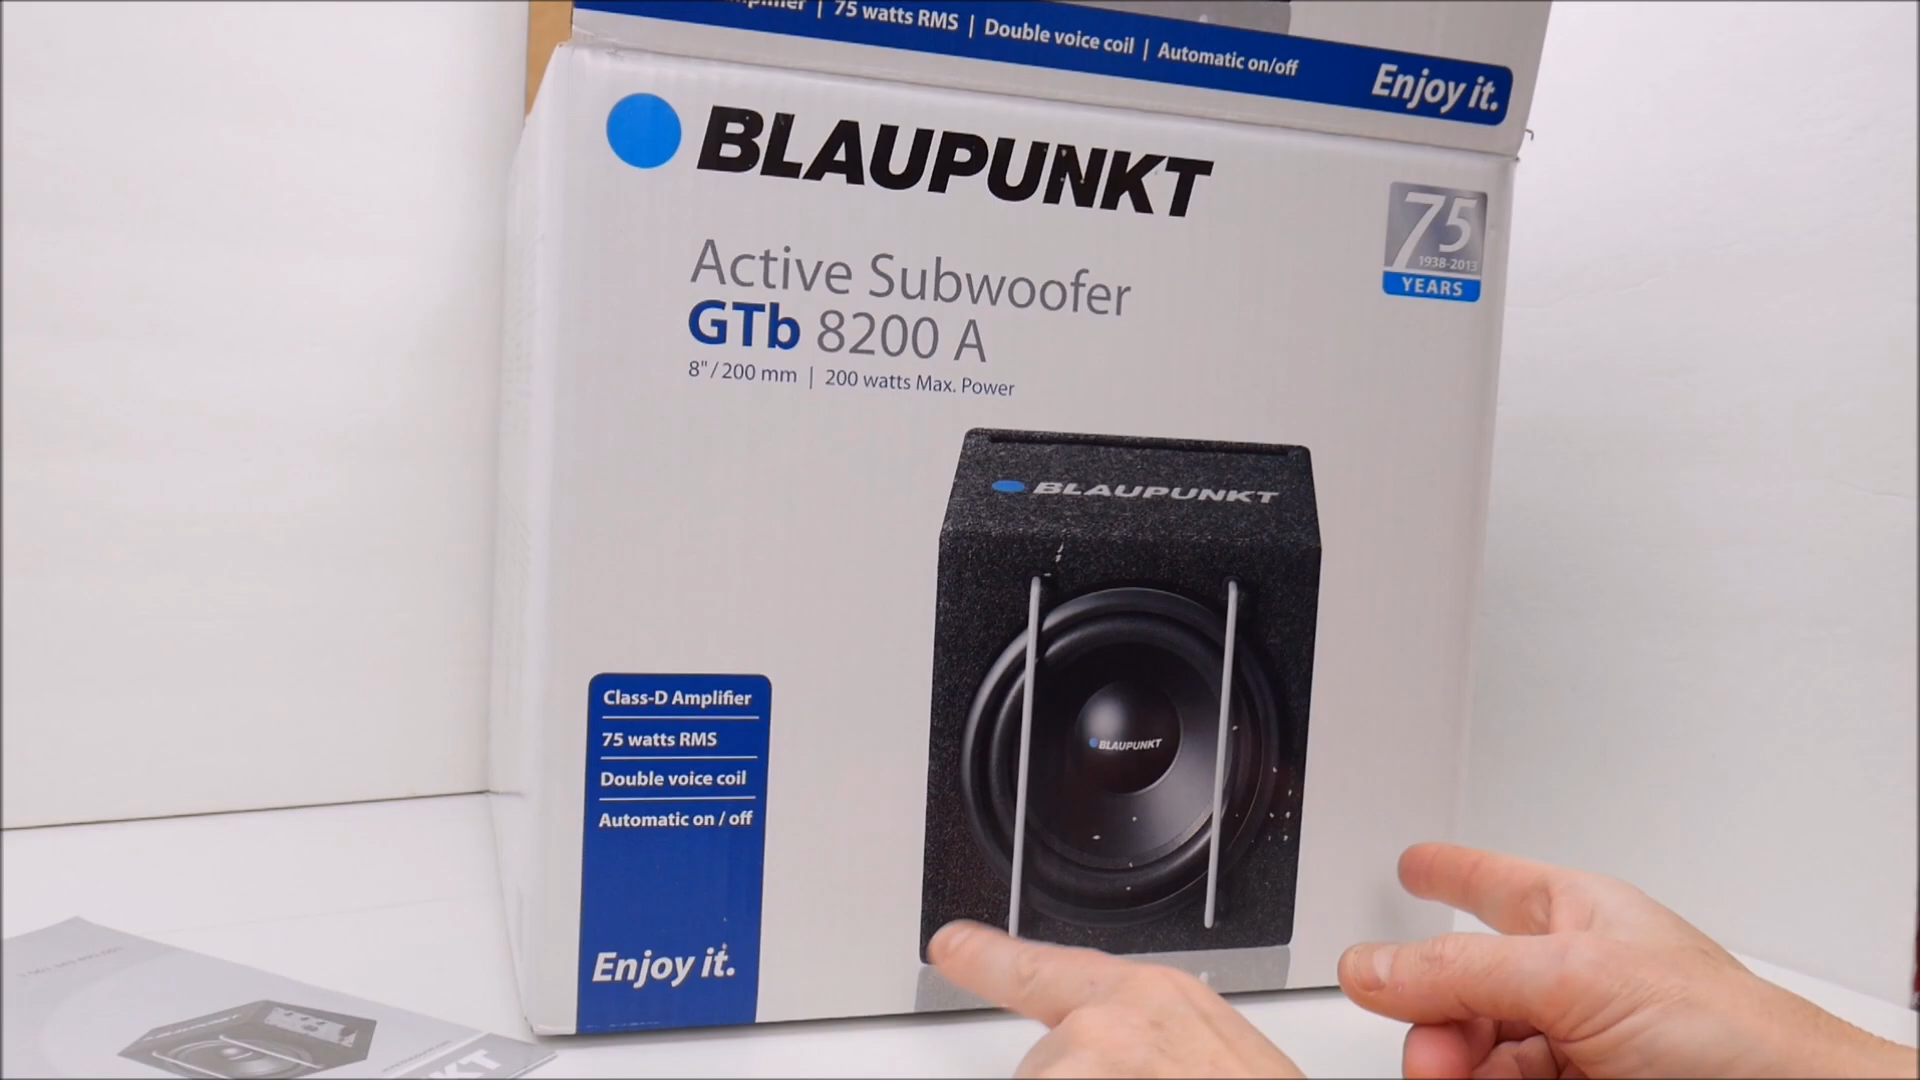 75 watts RMS | Double voice coil | Automatic on/off
Enjoy it.
BLAUPUNKT
75
1938-2013
YEARS
Active Subwoofer
GTb 8200 A
8"/200 mm | 200 watts Max. Power
BLAUPUNKT
BLAUPUNKT
Class-D Amplifier
75 watts RMS
Double voice coil
Automatic on / off
Enjoy it.